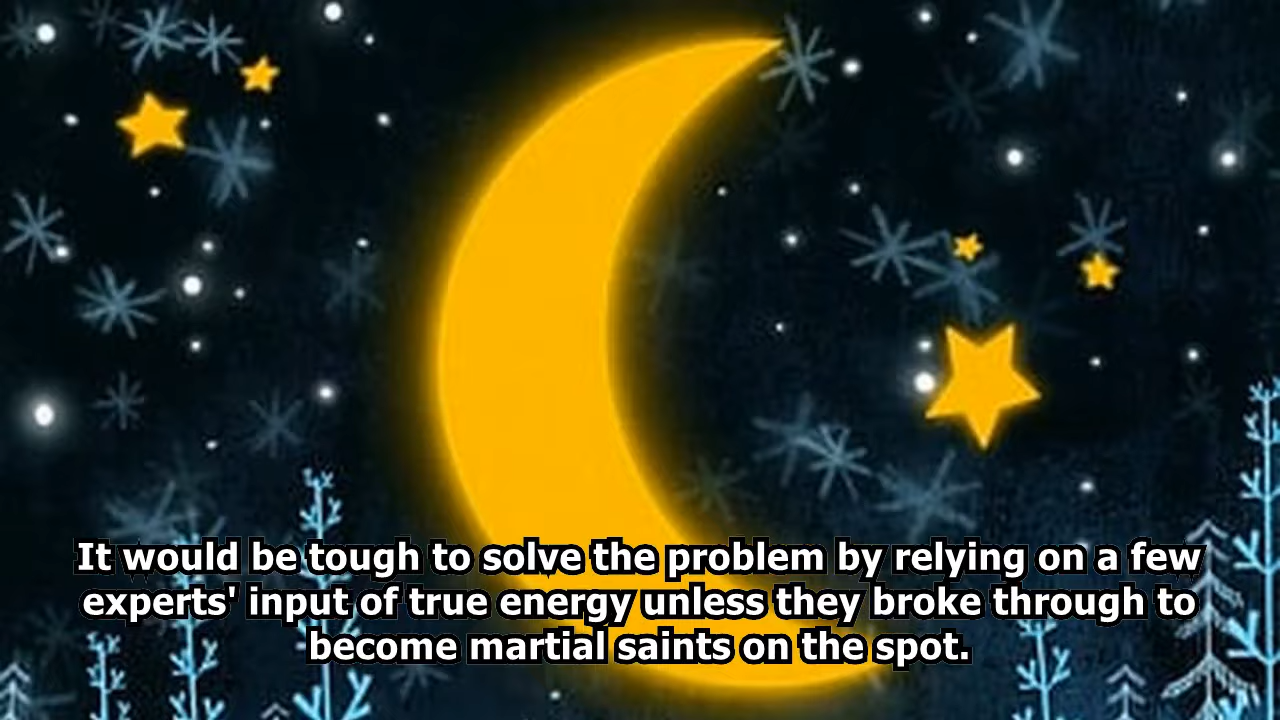 It would be tough to solve the problem by relying on a few
experts' input of true energy unless they broke through to
become martial saints on the spot.